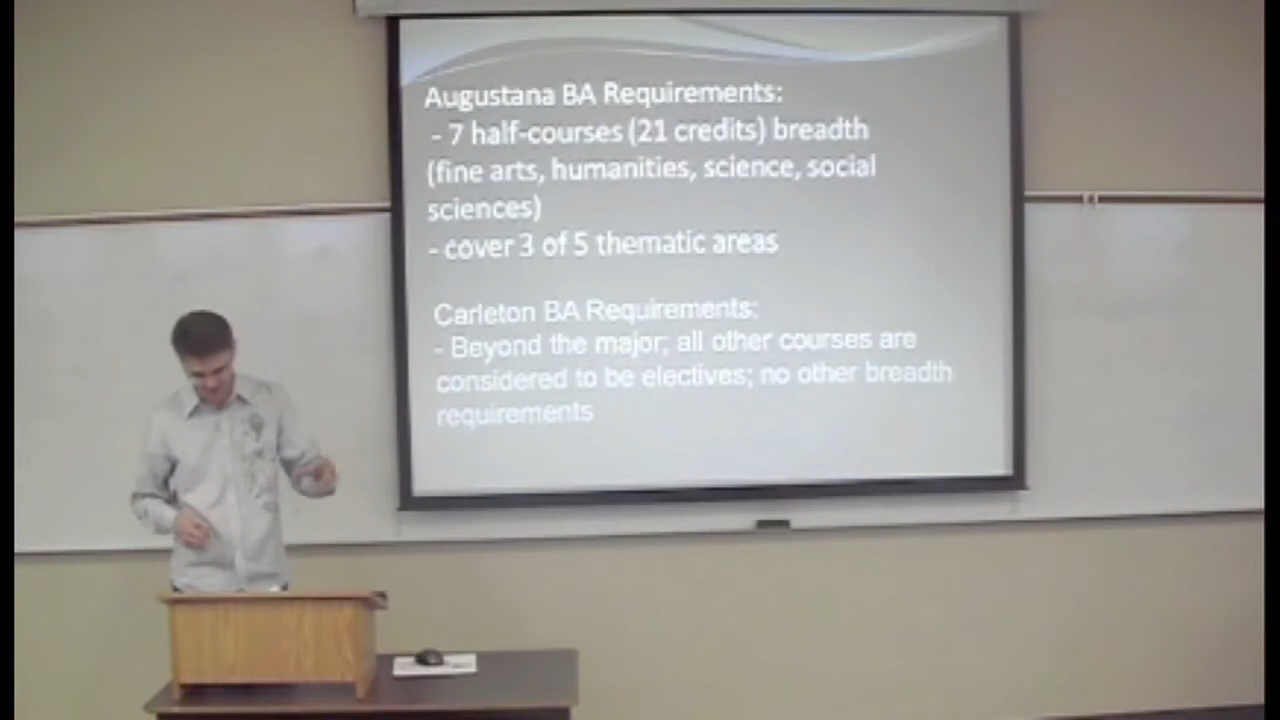 Augustana BA Requirements:
- 7 half-courses (21 credits) breadth
(fine arts, humanities, science, social
sciences)
- cover 3 of 5 thematic areas
Carleton BA Requirements:
- Beyond the major; all other courses are
considered to be electives; no other breadth
requirements